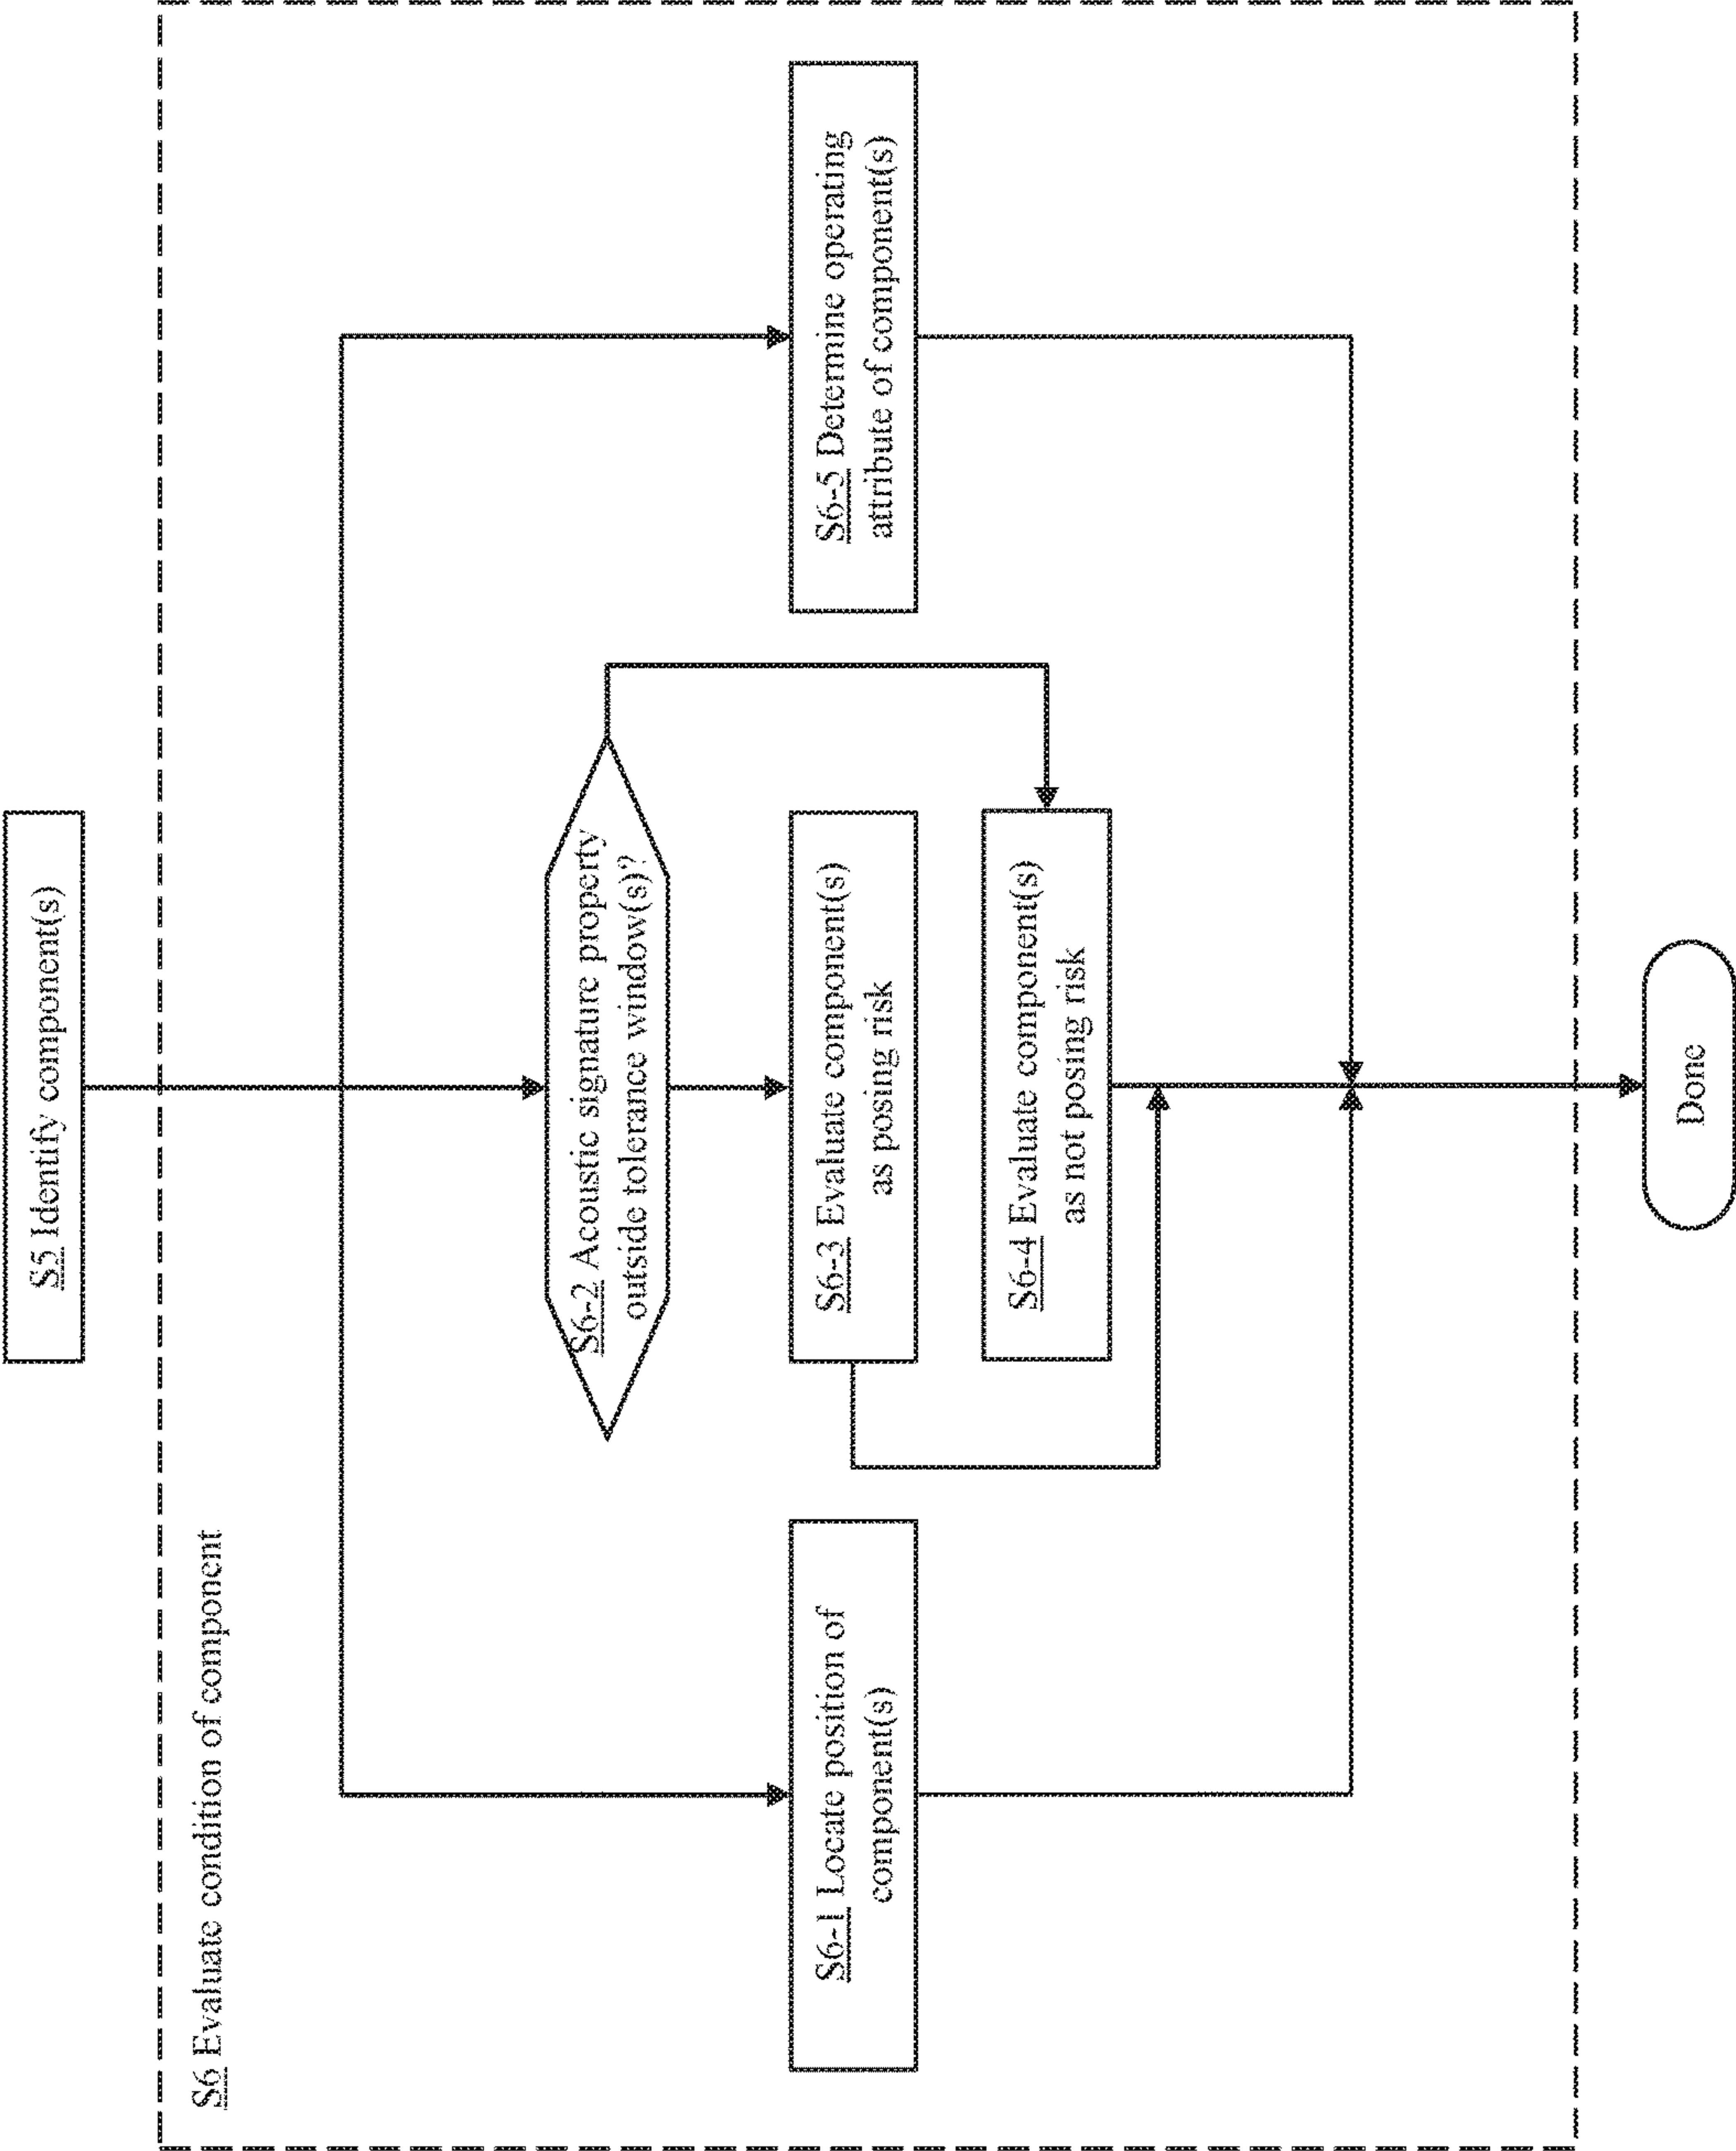 S5 Identify component(s)
S6 Evaluate condition of component
S6-2 Acoustic signature property
outside tolerance window(s)?
S6-1 Locate position of
component(s)
S6-3 Evaluate component(s)
as posing risk
S6-5 Determine operating
attribute of component(s)
S6-4 Evaluate component(s)
as not posing risk
Done